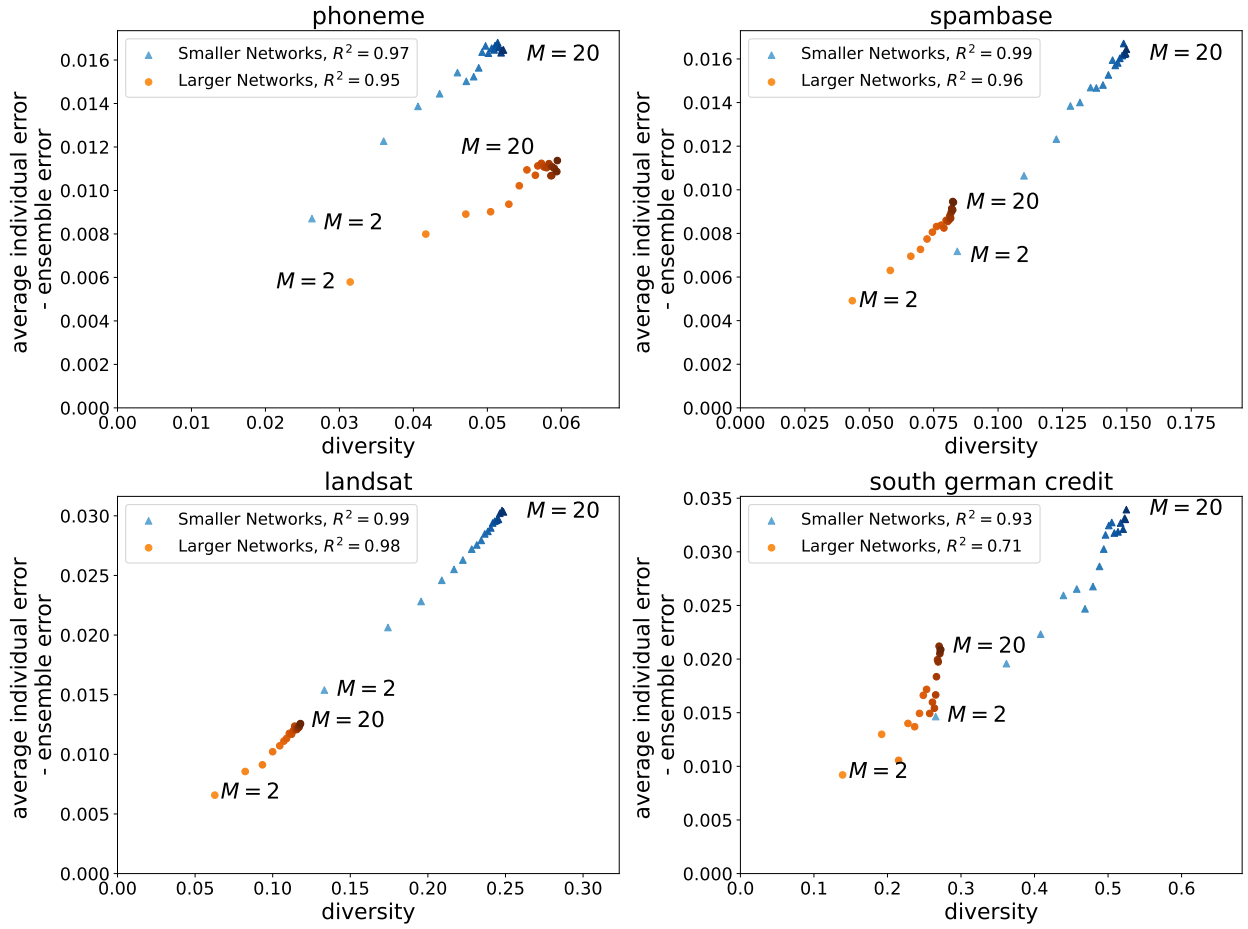 phoneme
Smaller Networks, R² = 0.97
Larger Networks, R² = 0.95
M = 20
M = 20
M = 2
M = 2
0.016
0.014
0.012
0.010
0.008
0.006
0.004
0.002
0.000
average individual error
- ensemble error
0.00 0.01 0.02 0.03 0.04 0.05 0.06
diversity
spambase
Smaller Networks, R² = 0.99
Larger Networks, R² = 0.96
M = 20
M = 20
M = 2
M = 2
0.016
0.014
0.012
0.010
0.008
0.006
0.004
0.002
0.000
average individual error
- ensemble error
0.000 0.025 0.050 0.075 0.100 0.125 0.150 0.175
diversity
landsat
Smaller Networks, R² = 0.99
Larger Networks, R² = 0.98
M = 20
M = 2
M = 20
M = 2
0.030
0.025
0.020
0.015
0.010
0.005
0.000
average individual error
- ensemble error
0.00 0.05 0.10 0.15 0.20 0.25 0.30
diversity
south german credit
Smaller Networks, R² = 0.93
Larger Networks, R² = 0.71
M = 20
M = 20
M = 2
M = 2
0.035
0.030
0.025
0.020
0.015
0.010
0.005
0.000
average individual error
- ensemble error
0.0 0.1 0.2 0.3 0.4 0.5 0.6
diversity